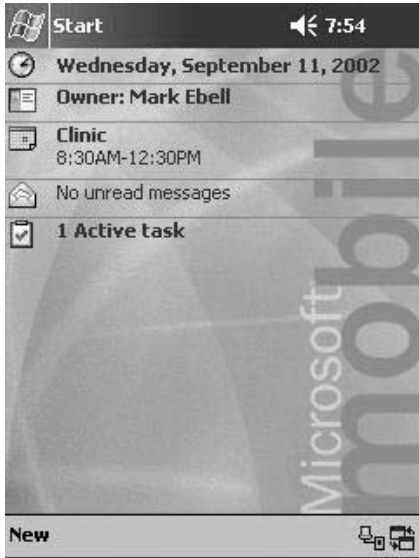 Start 7:54
Wednesday, September 11, 2002
Owner: Mark Ebell
Clinic
8:30AM-12:30PM
No unread messages
1 Active task
Microsoft
mobile
New